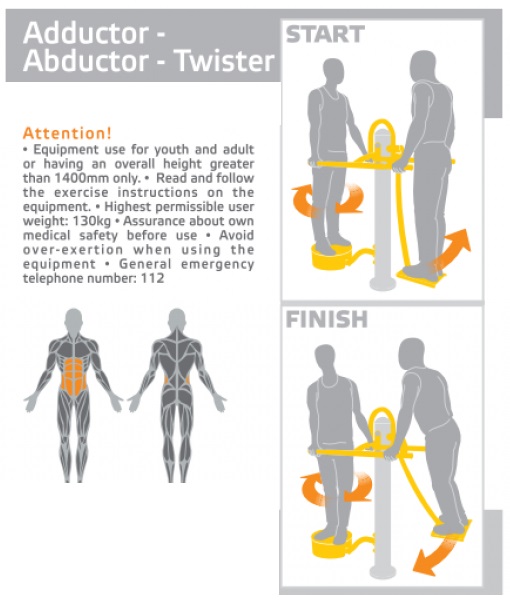 Adductor -
Abductor - Twister
START
Attention!
• Equipment use for youth and adult
or having an overall height greater
than 1400mm only. • Read and follow
the exercise instructions on the
equipment. • Highest permissible user
weight: 130kg • Assurance about own
medical safety before use • Avoid
over-exertion when using the
equipment • General emergency
telephone number: 112
FINISH